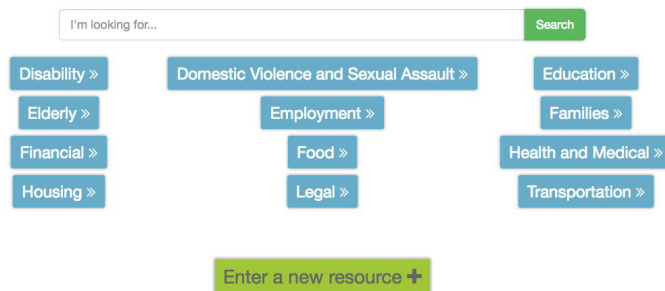 I'm looking for... Search
Disability » Domestic Violence and Sexual Assault » Education »
Elderly » Employment » Families »
Financial » Food » Health and Medical »
Housing » Legal » Transportation »
Enter a new resource +